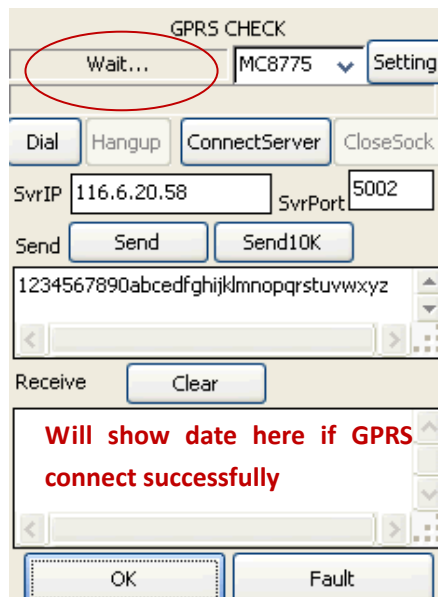 GPRS CHECK
Wait... MC8775 Setting
Dial Hangup ConnectServer CloseSock
SvrIP 116.6.20.58 SvrPort 5002
Send Send Send10K
1234567890abcedfghijklmnopqrstuvwxyz
Receive Clear
Will show date here if GPRS
connect successfully
OK Fault